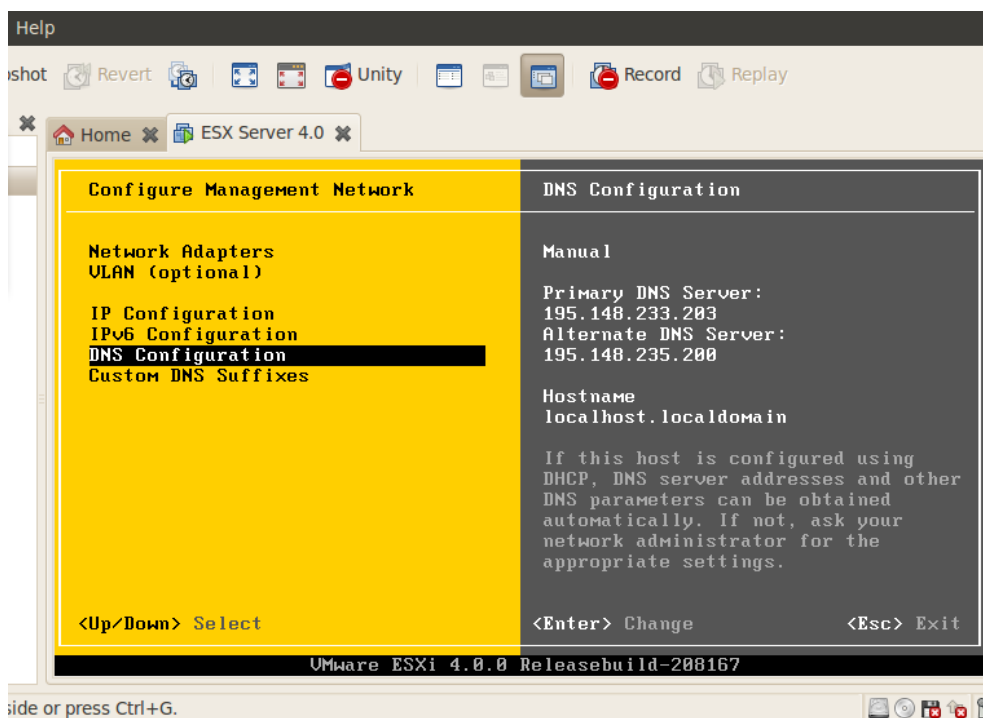 Help
pshot Revert Unity Record Replay
Home ESX Server 4.0
Configure Management Network
Network Adapters
VLAN (optional)
IP Configuration
IPv6 Configuration
DNS Configuration
Custom DNS Suffixes
<Up/Down> Select
DNS Configuration
Manual
Primary DNS Server:
195.148.233.203
Alternate DNS Server:
195.148.235.200
Hostname
localhost.localdomain
If this host is configured using
DHCP, DNS server addresses and other
DNS parameters can be obtained
automatically. If not, ask your
network administrator for the
appropriate settings.
<Enter> Change <Esc> Exit
VMware ESXi 4.0.0 Releasebuild-208167
side or press Ctrl+G.